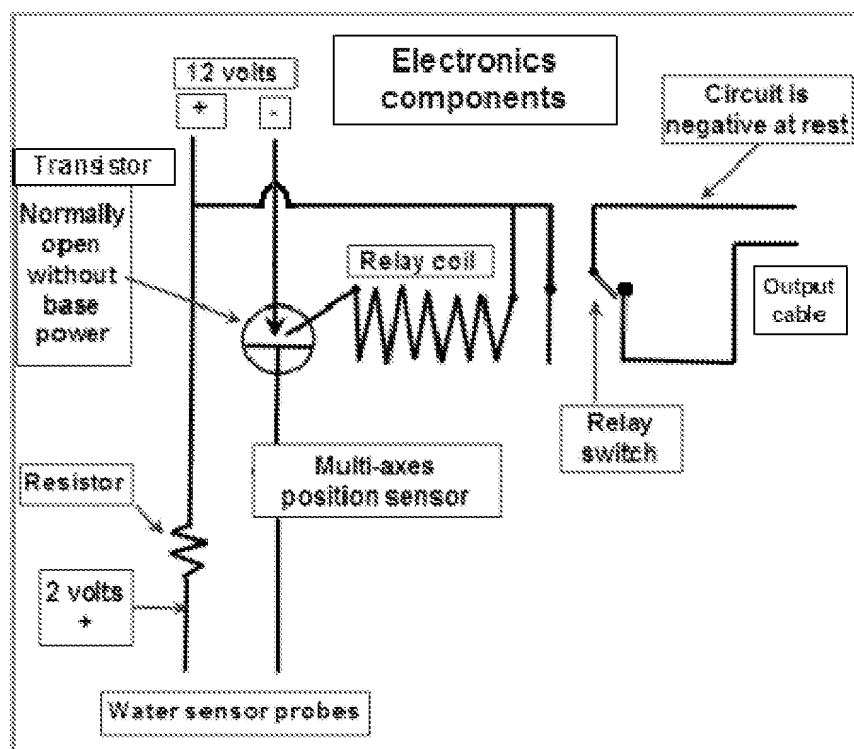 Electronics
components
12 volts
+
-
Circuit is
negative at rest
Transistor
Normally
open
without
base
power
Relay coil
Output
cable
Relay
switch
Multi-axes
position sensor
Resistor
2 volts
+
Water sensor probes